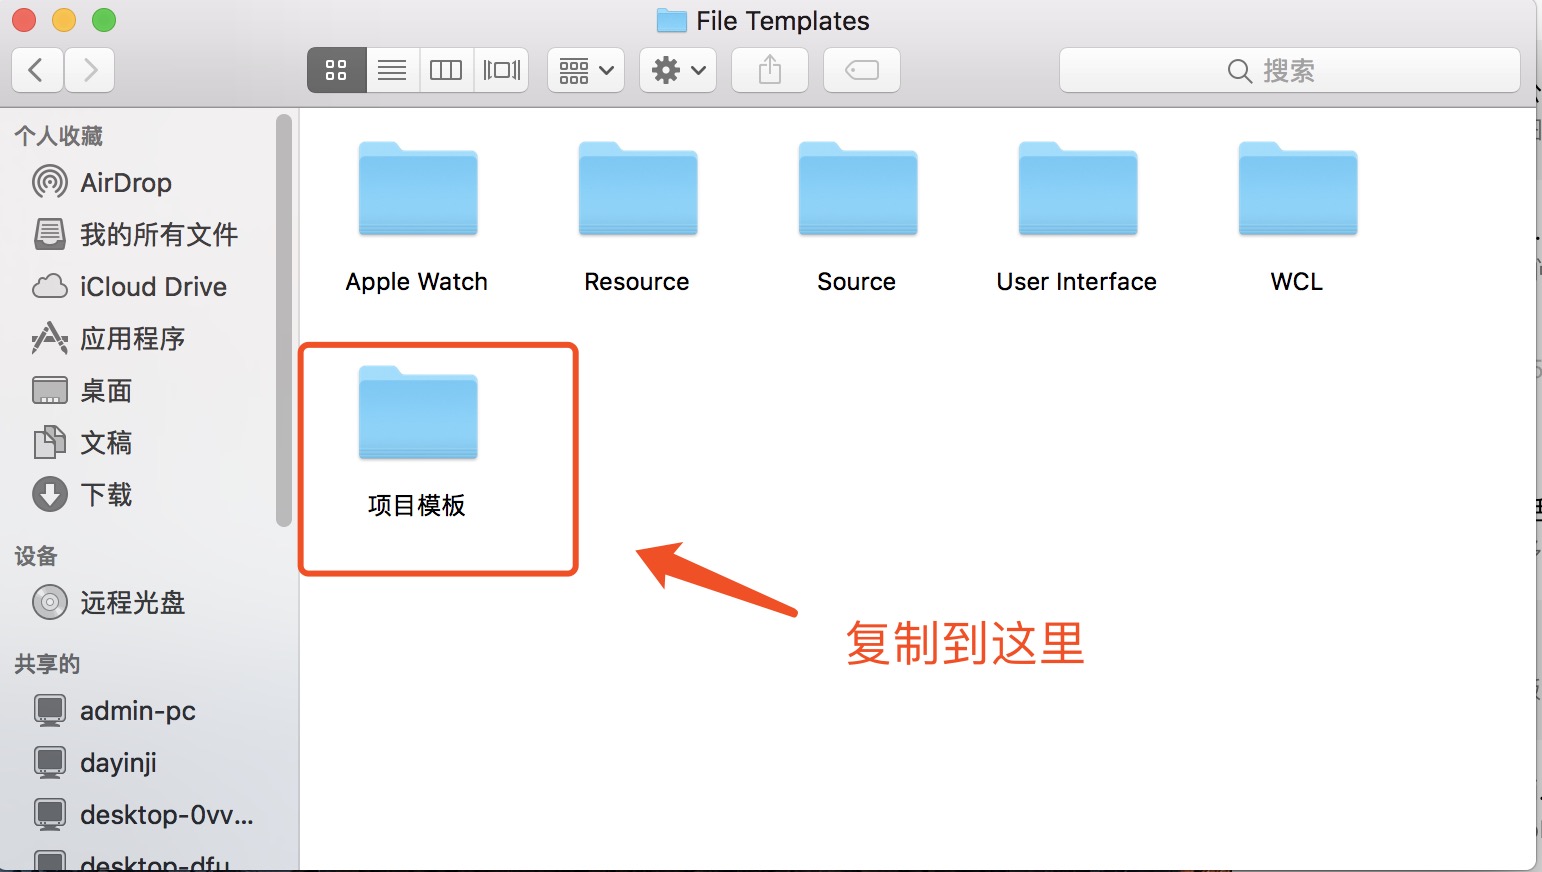 File Templates
搜索
个人收藏
AirDrop
我的所有文件
iCloud Drive
应用程序
桌面
文稿
下载
设备
远程光盘
共享的
admin-pc
dayinji
desktop-0vv...
desktop-dfu
Apple Watch
Resource
Source
User Interface
WCL
项目模板
复制到这里